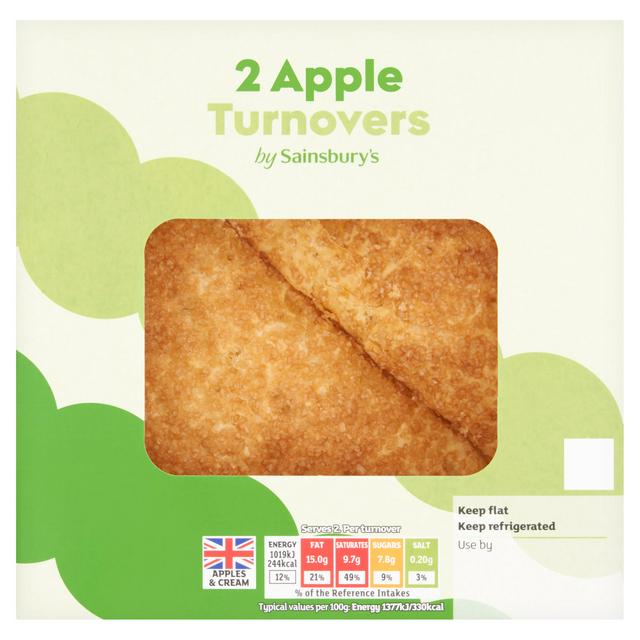 2 Apple
Turnovers
by Sainsbury's
Keep flat
Keep refrigerated
Use by
Serves 2. Per turnover
APPLES
& CREAM
ENERGY
1019kJ
244kcal
12%
FAT
15.0g
21%
SATURATES
9.7g
49%
SUGARS
7.8g
9%
SALT
0.20g
3%
% of the Reference Intakes
Typical values per 100g: Energy 1377kJ/330kcal